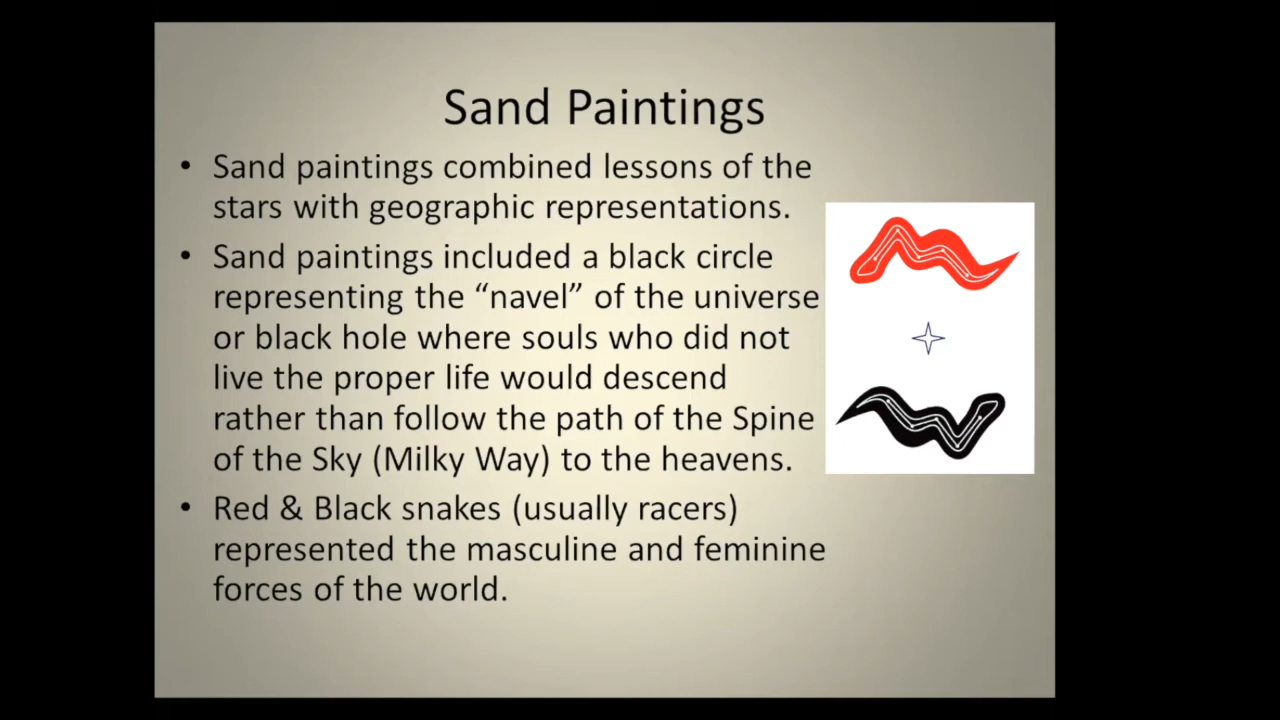 Sand Paintings
• Sand paintings combined lessons of the
stars with geographic representations.
• Sand paintings included a black circle
representing the “navel” of the universe
or black hole where souls who did not
live the proper life would descend
rather than follow the path of the Spine
of the Sky (Milky Way) to the heavens.
• Red & Black snakes (usually racers)
represented the masculine and feminine
forces of the world.